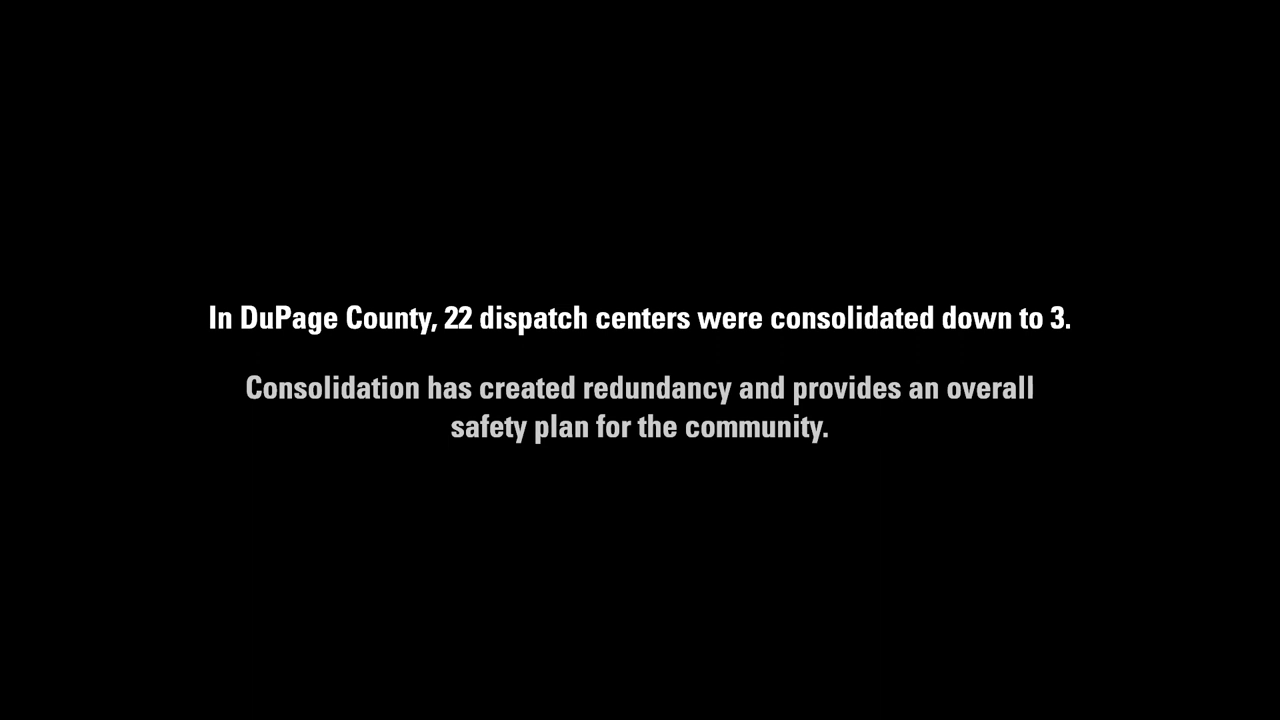 In DuPage County, 22 dispatch centers were consolidated down to 3.
Consolidation has created redundancy and provides an overall
safety plan for the community.